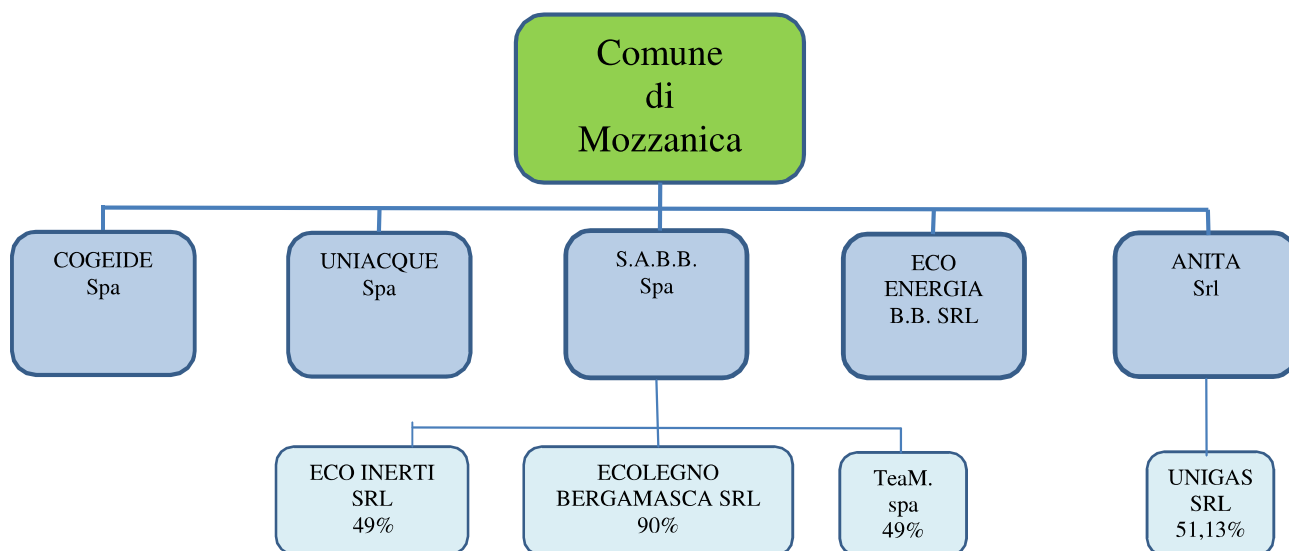 Comune
di
Mozzanica
COGEIDE
Spa
UNIACQUE
Spa
S.A.B.B.
Spa
ECO
ENERGIA
B.B. SRL
ANITA
Srl
ECO INERTI
SRL
49%
ECOLEGNO
BERGAMASCA SRL
90%
TeaM.
spa
49%
UNIGAS
SRL
51,13%